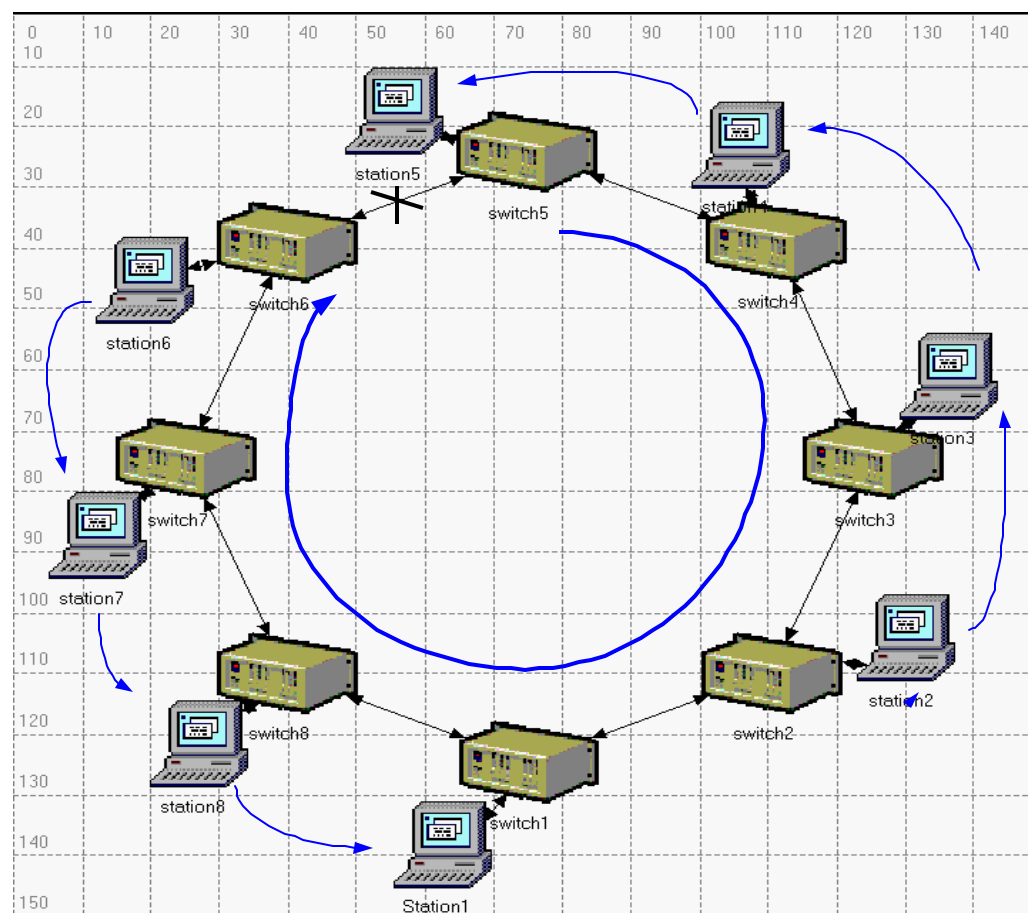 0 10 20 30 40 50 60 70 80 90 100 110 120 130 140
10
20
station5
30
switch5
station4
40
switch4
50
switch6
station6
60
70
station3
80
switch7
switch3
90
station7
100
110
station2
switch8
switch2
120
station8
130
switch1
140
Station1
150